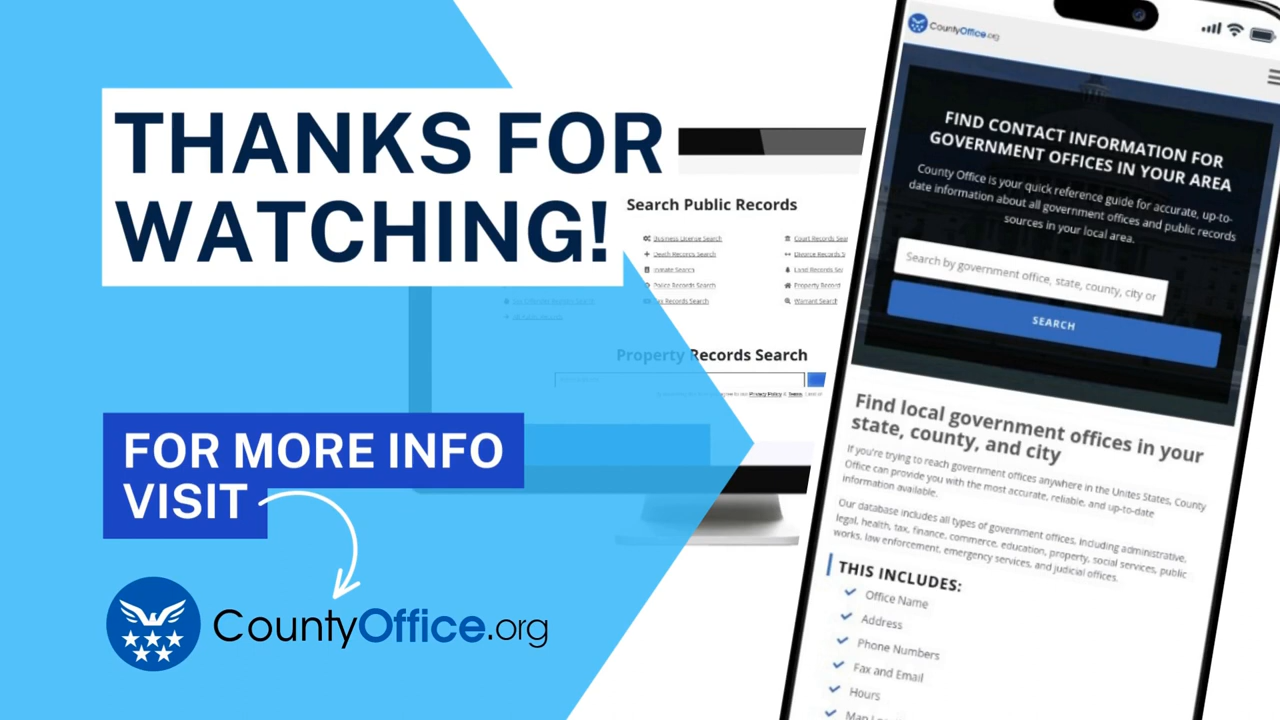 THANKS FOR
WATCHING!
FOR MORE INFO
VISIT
CountyOffice.org
Search Public Records
Business License Search
Court Records Sear
Death Records Search
Divorce Records S
Inmate Search
Land Records Se
Police Records Search
Property Record
Tax Records Search
Warrant Search
Property Records Search
Privacy Policy & Terms
CountyOffice.org
FIND CONTACT INFORMATION FOR
GOVERNMENT OFFICES IN YOUR AREA
County Office is your quick reference guide for accurate, up-to-
date information about all government offices and public records
sources in your local area.
Search by government office, state, county, city or
SEARCH
Find local government offices in your
state, county, and city
If you're trying to reach government offices anywhere in the Unites States, County
Office can provide you with the most accurate, reliable, and up-to-date
information available.
Our database includes all types of government offices, including administrative,
legal, health, tax, finance, commerce, education, property, social services, public
works, law enforcement, emergency services, and judicial offices.
THIS INCLUDES:
Office Name
Address
Phone Numbers
Fax and Email
Hours